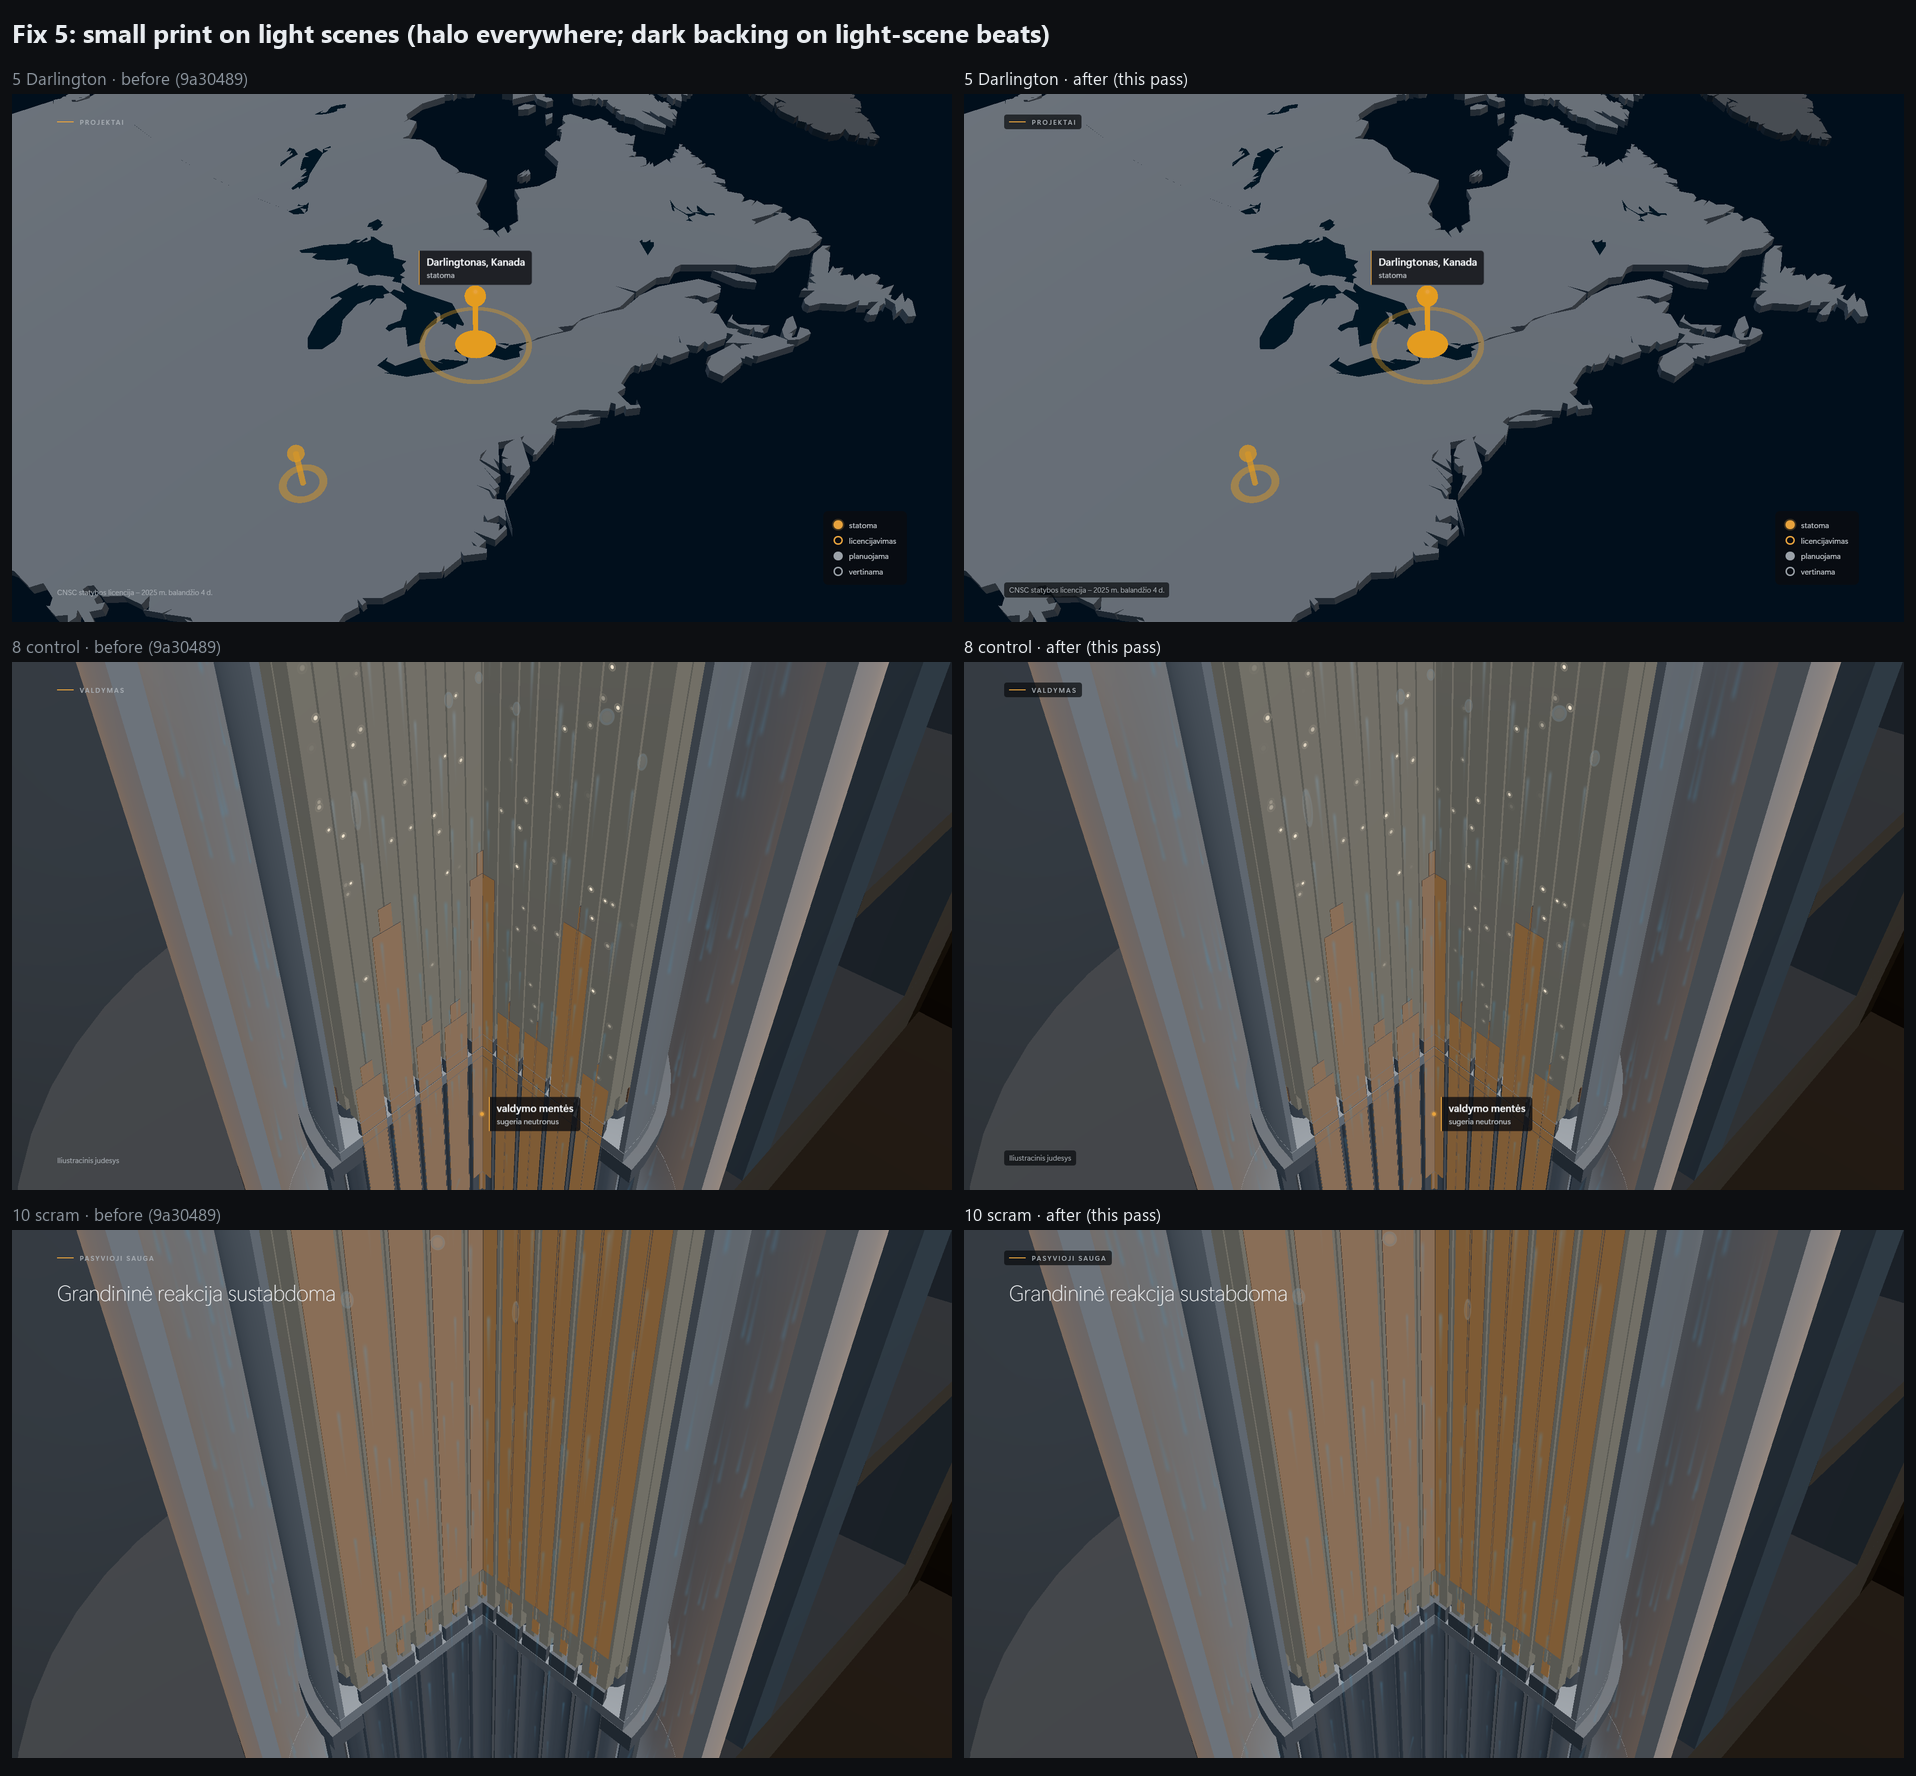 Fix 5: small print on light scenes (halo everywhere; dark backing on light-scene beats)
5 Darlington · before (9a30489)
5 Darlington · after (this pass)
PROJEKTAI
Darlingtonas, Kanada
statoma
statoma
licencijavimas
planuojama
vertinama
CNSC statybos licencija – 2025 m. balandžio 4 d.
PROJEKTAI
Darlingtonas, Kanada
statoma
statoma
licencijavimas
planuojama
vertinama
CNSC statybos licencija – 2025 m. balandžio 4 d.
8 control · before (9a30489)
8 control · after (this pass)
VALDYMAS
valdymo mentės
sugeria neutronus
Iliustracinis judesys
VALDYMAS
valdymo mentės
sugeria neutronus
Iliustracinis judesys
10 scram · before (9a30489)
10 scram · after (this pass)
PASYVIOJI SAUGA
Grandininė reakcija sustabdoma
PASYVIOJI SAUGA
Grandininė reakcija sustabdoma